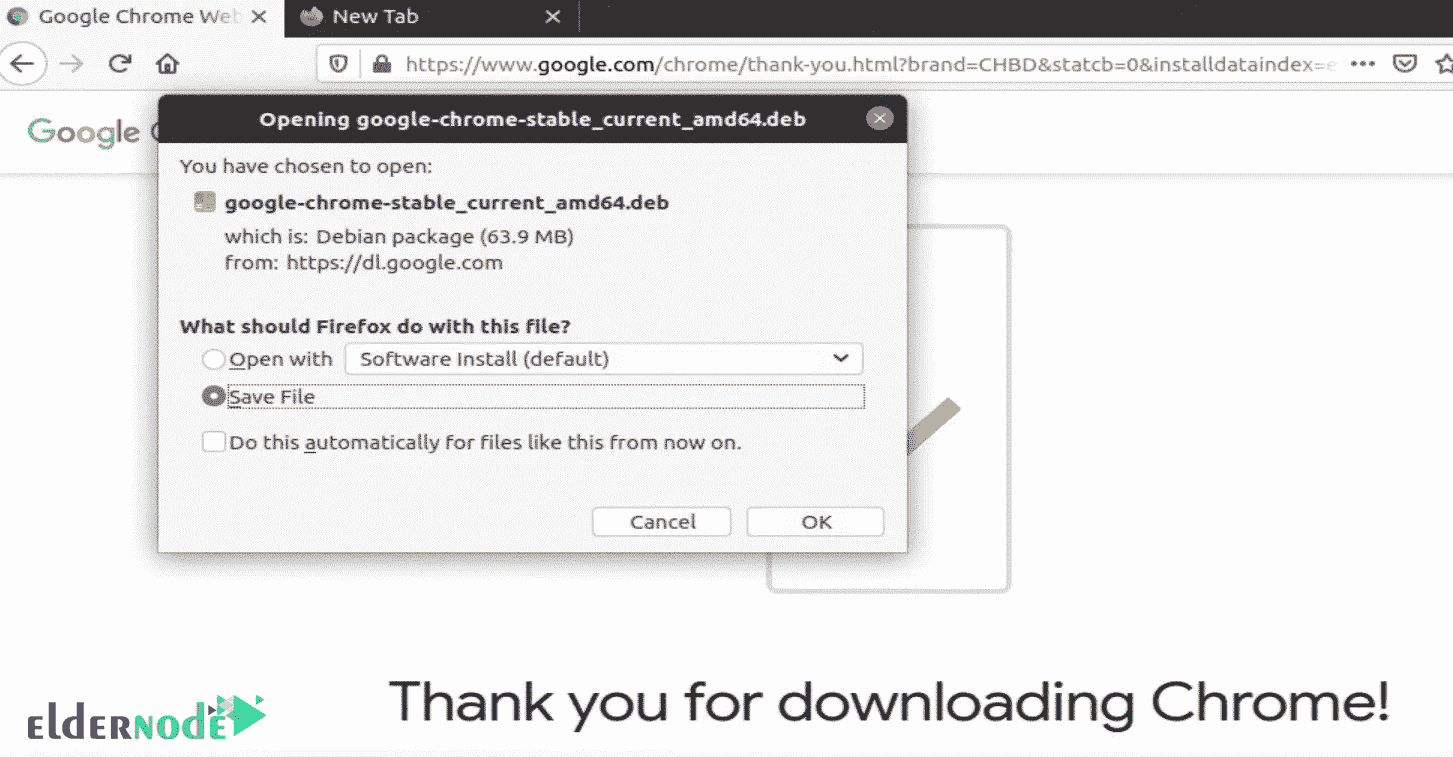 Google Chrome Web
New Tab
https://www.google.com/chrome/thank-you.html?brand=CHBD&statcb=0&installdataindex=e
Google C
Opening google-chrome-stable_current_amd64.deb
You have chosen to open:
google-chrome-stable_current_amd64.deb
which is: Debian package (63.9 MB)
from: https://dl.google.com
What should Firefox do with this file?
Open with Software Install (default)
Save File
Do this automatically for files like this from now on.
Cancel OK
Thank you for downloading Chrome!
eldernode